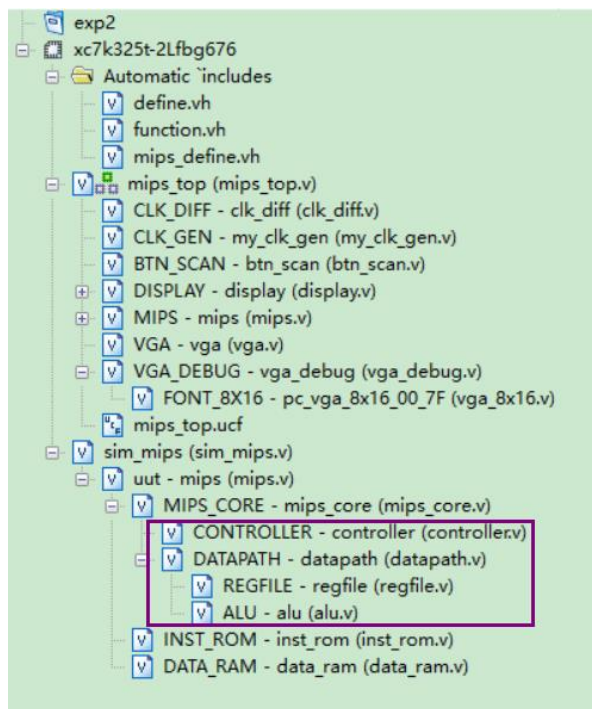 exp2
xc7k325t-2Lfbg676
Automatic `includes
define.vh
function.vh
mips_define.vh
mips_top (mips_top.v)
CLK_DIFF - clk_diff (clk_diff.v)
CLK_GEN - my_clk_gen (my_clk_gen.v)
BTN_SCAN - btn_scan (btn_scan.v)
DISPLAY - display (display.v)
MIPS - mips (mips.v)
VGA - vga (vga.v)
VGA_DEBUG - vga_debug (vga_debug.v)
FONT_8X16 - pc_vga_8x16_00_7F (vga_8x16.v)
mips_top.ucf
sim_mips (sim_mips.v)
uut - mips (mips.v)
MIPS_CORE - mips_core (mips_core.v)
CONTROLLER - controller (controller.v)
DATAPATH - datapath (datapath.v)
REGFILE - regfile (regfile.v)
ALU - alu (alu.v)
INST_ROM - inst_rom (inst_rom.v)
DATA_RAM - data_ram (data_ram.v)